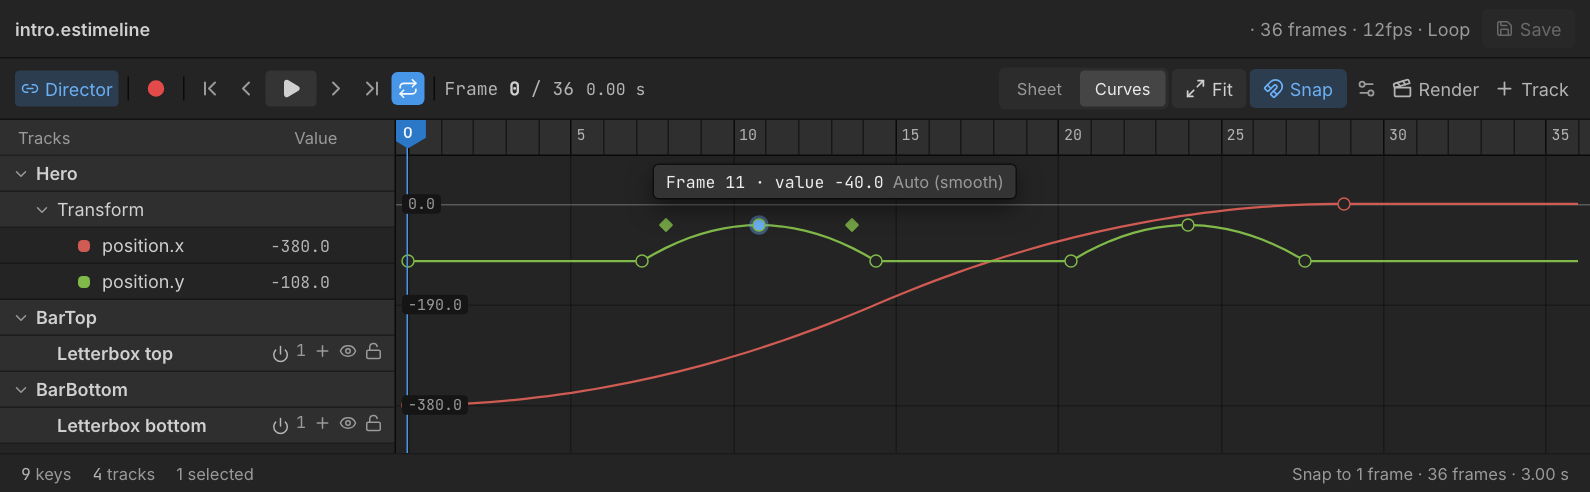 intro.estimeline
· 36 frames · 12fps · Loop Save
Director Frame 0 / 36 0.00 s Sheet Curves Fit Snap Render + Track
Tracks Value 0 5 10 15 20 25 30 35
Hero
Frame 11 · value -40.0 Auto (smooth)
Transform
0.0
position.x -380.0
position.y -108.0
-190.0
BarTop
Letterbox top 1
BarBottom
-380.0
Letterbox bottom 1
9 keys 4 tracks 1 selected
Snap to 1 frame · 36 frames · 3.00 s